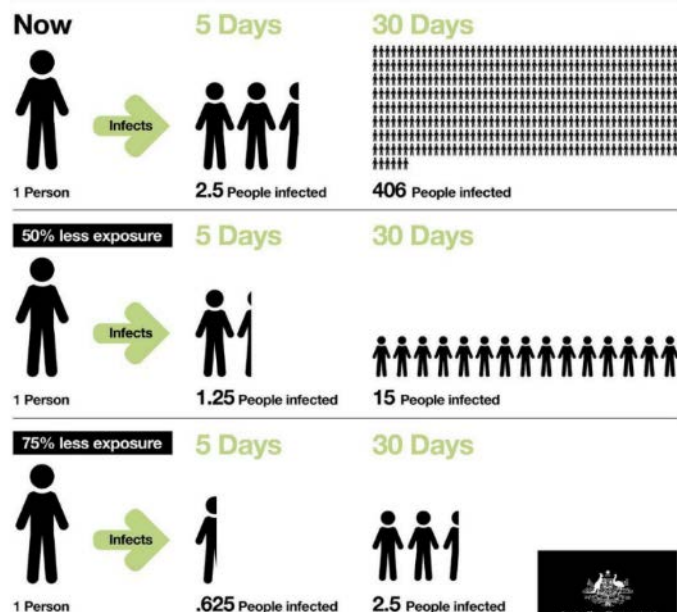 Now 5 Days 30 Days
Infects
1 Person 2.5 People infected 406 People infected
50% less exposure 5 Days 30 Days
Infects
1 Person 1.25 People infected 15 People infected
75% less exposure 5 Days 30 Days
Infects
1 Person .625 People infected 2.5 People infected